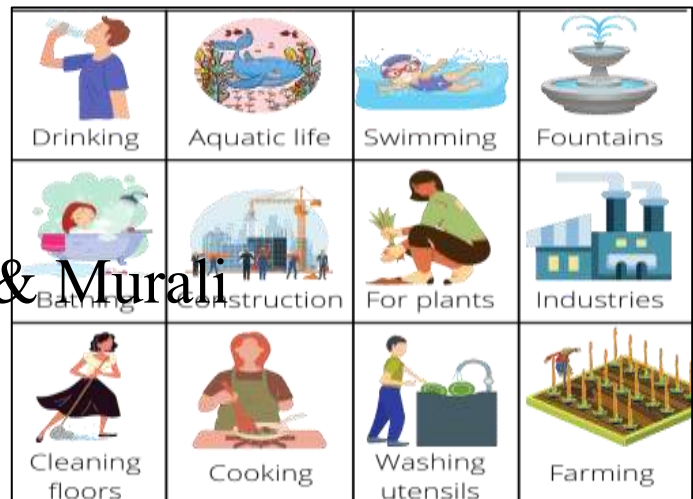 Drinking
Aquatic life
Swimming
Fountains
& Murali
Bathing
Construction
For plants
Industries
Cleaning
floors
Cooking
Washing
utensils
Farming